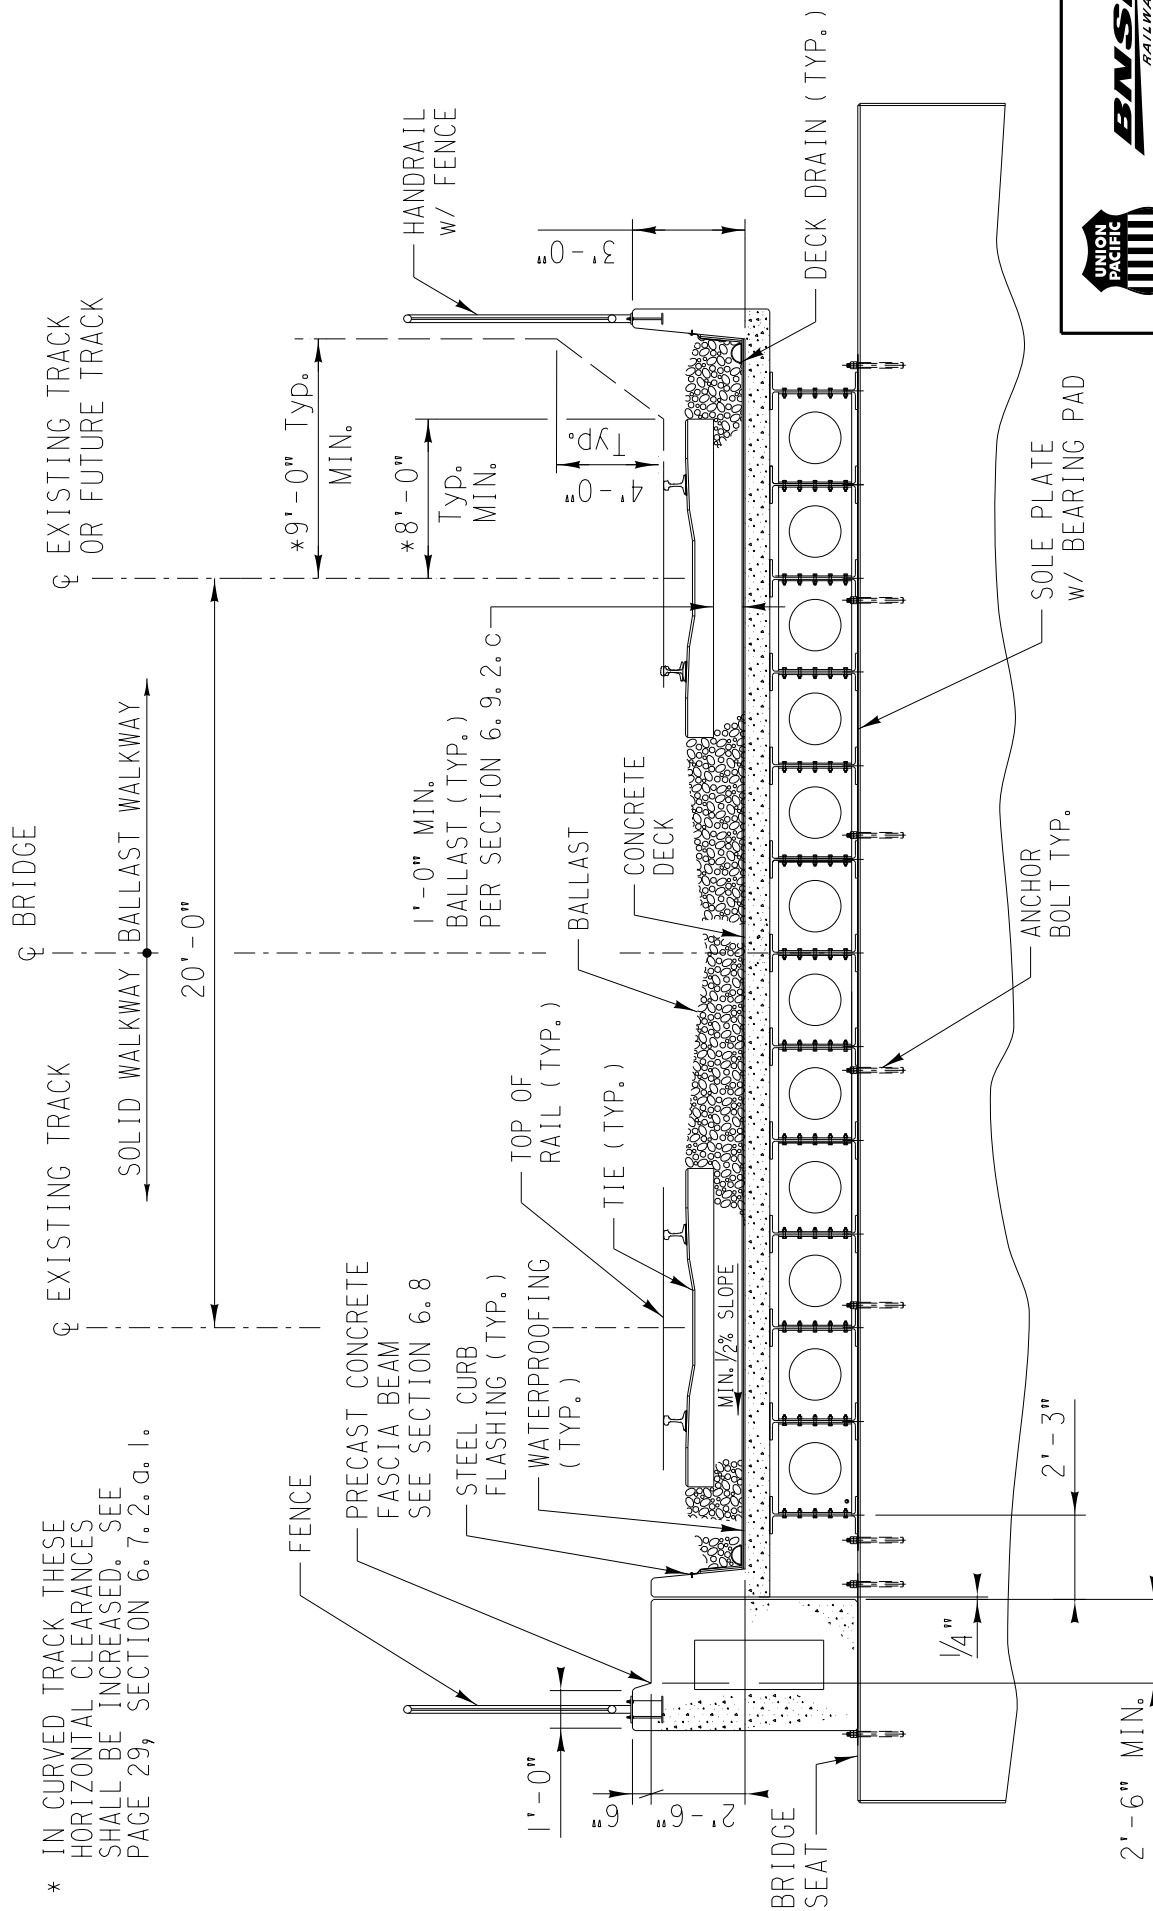 * IN CURVED TRACK THESE
HORIZONTAL CLEARANCES
SHALL BE INCREASED. SEE
PAGE 29, SECTION 6.7.2.a.1.
℄ EXISTING TRACK
℄ BRIDGE
℄ EXISTING TRACK
OR FUTURE TRACK
SOLID WALKWAY
BALLAST WALKWAY
20'-0"
*9'-0" Typ.
MIN.
*8'-0"
Typ.
MIN.
4'-0"
Typ.
HANDRAIL
w/ FENCE
3'-0"
FENCE
PRECAST CONCRETE
FASCIA BEAM
SEE SECTION 6.8
STEEL CURB
FLASHING (TYP.)
WATERPROOFING
(TYP.)
TOP OF
RAIL (TYP.)
TIE (TYP.)
1'-0" MIN.
BALLAST (TYP.)
PER SECTION 6.9.2.c
BALLAST
CONCRETE
DECK
MIN. 1/2% SLOPE
DECK DRAIN (TYP.)
1'-0"
6"
2'-6"
BRIDGE
SEAT
1/4"
2'-3"
2'-6" MIN.
ANCHOR
BOLT TYP.
SOLE PLATE
w/ BEARING PAD
UNION
PACIFIC